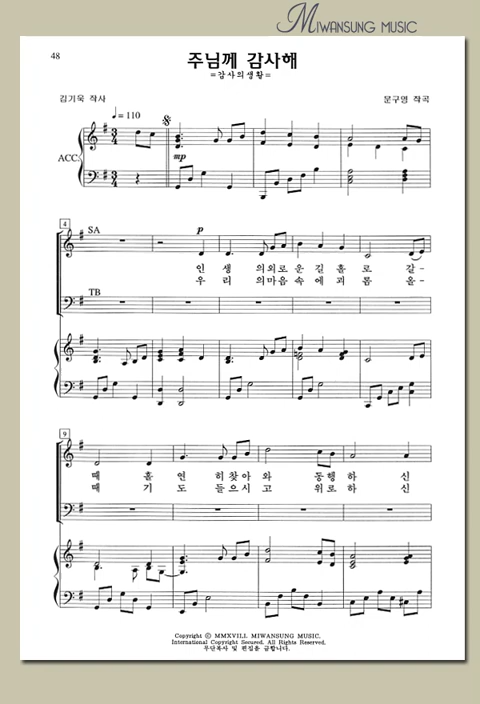 MIWANSUNG MUSIC
48
주님께 감사해
=감사의생활=
김기욱 작사
♩= 110
문구영 작곡
ACC.
mp
4
SA
p
인 생 의외로 운 길 홀 로 갈-
우 리 의마음 속 에 괴 롬 올-
TB
9
때 홀 연 히찾아 와 동행 하 신
때 기 도 들으시 고 위로 하 신
Copyright © MMXVIII. MIWANSUNG MUSIC.
International Copyright Secured. All Rights Reserved.
무단복사 및 편집을 금합니다.